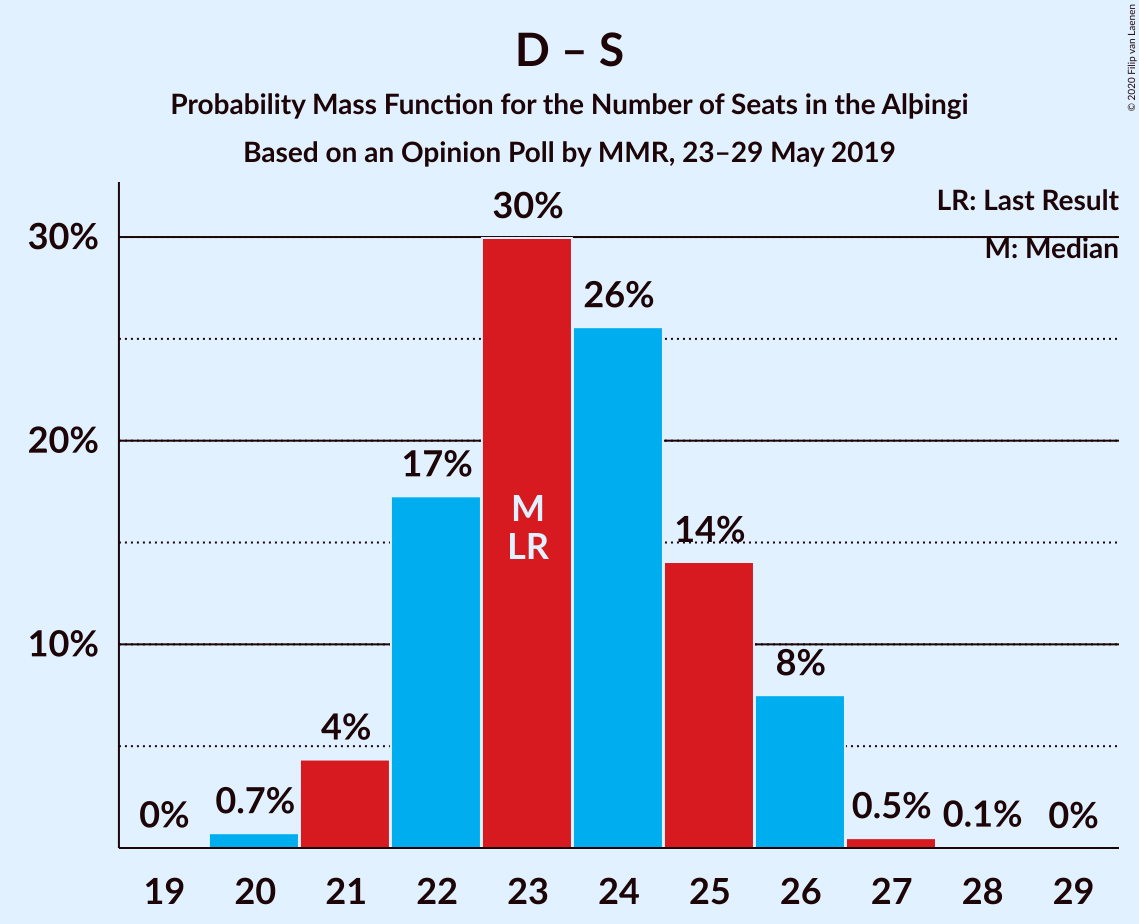 D – S
Probability Mass Function for the Number of Seats in the Alþingi
Based on an Opinion Poll by MMR, 23–29 May 2019
© 2020 Filip van Laenen
LR: Last Result
M: Median
30%
20%
10%
0%
0.7%
4%
17%
30%
M
LR
26%
14%
8%
0.5%
0.1%
0%
19 20 21 22 23 24 25 26 27 28 29